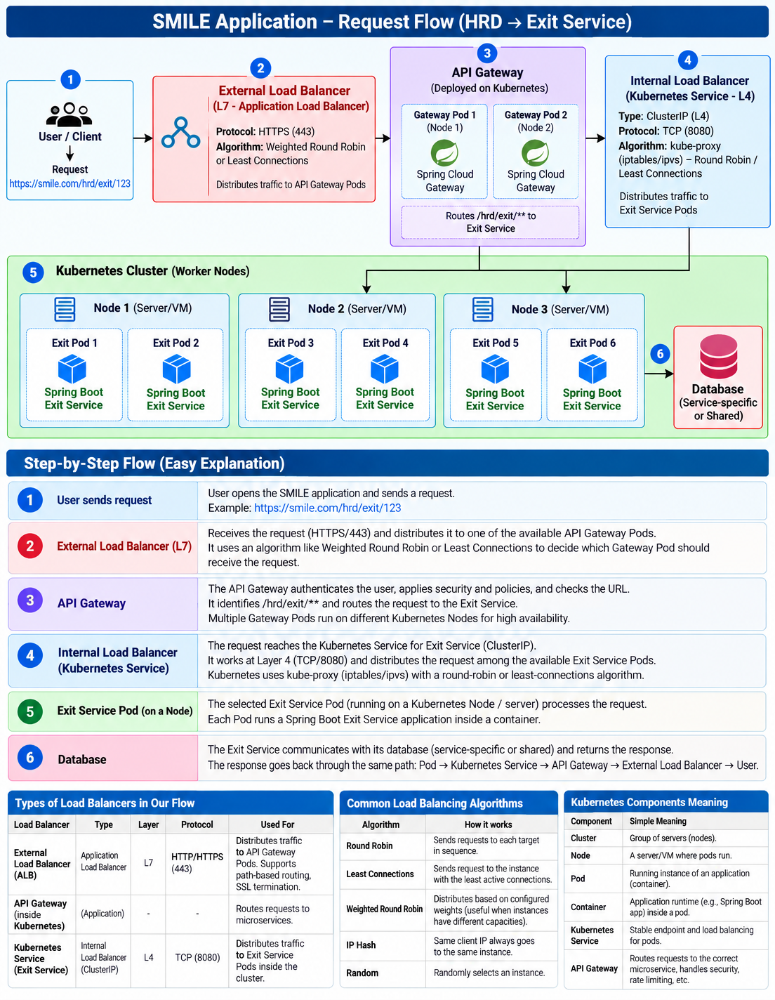 SMILE Application – Request Flow (HRD → Exit Service)
1
User / Client
Request
https://smile.com/hrd/exit/123
2
External Load Balancer
(L7 - Application Load Balancer)
Protocol: HTTPS (443)
Algorithm: Weighted Round Robin
or Least Connections
Distributes traffic to API Gateway Pods
3
API Gateway
(Deployed on Kubernetes)
Gateway Pod 1
(Node 1)
Spring Cloud
Gateway
Gateway Pod 2
(Node 2)
Spring Cloud
Gateway
Routes /hrd/exit/** to
Exit Service
4
Internal Load Balancer
(Kubernetes Service - L4)
Type: ClusterIP (L4)
Protocol: TCP (8080)
Algorithm: kube-proxy
(iptables/ipvs) – Round Robin /
Least Connections
Distributes traffic to
Exit Service Pods
5
Kubernetes Cluster (Worker Nodes)
Node 1 (Server/VM)
Exit Pod 1
Spring Boot
Exit Service
Exit Pod 2
Spring Boot
Exit Service
Node 2 (Server/VM)
Exit Pod 3
Spring Boot
Exit Service
Exit Pod 4
Spring Boot
Exit Service
Node 3 (Server/VM)
Exit Pod 5
Spring Boot
Exit Service
Exit Pod 6
Spring Boot
Exit Service
6
Database
(Service-specific
or Shared)
Step-by-Step Flow (Easy Explanation)
1
User sends request
User opens the SMILE application and sends a request.
Example: https://smile.com/hrd/exit/123
2
External Load Balancer (L7)
Receives the request (HTTPS/443) and distributes it to one of the available API Gateway Pods.
It uses an algorithm like Weighted Round Robin or Least Connections to decide which Gateway Pod should
receive the request.
3
API Gateway
The API Gateway authenticates the user, applies security and policies, and checks the URL.
It identifies /hrd/exit/** and routes the request to the Exit Service.
Multiple Gateway Pods run on different Kubernetes Nodes for high availability.
4
Internal Load Balancer
(Kubernetes Service)
The request reaches the Kubernetes Service for Exit Service (ClusterIP).
It works at Layer 4 (TCP/8080) and distributes the request among the available Exit Service Pods.
Kubernetes uses kube-proxy (iptables/ipvs) with a round-robin or least-connections algorithm.
5
Exit Service Pod (on a Node)
The selected Exit Service Pod (running on a Kubernetes Node / server) processes the request.
Each Pod runs a Spring Boot Exit Service application inside a container.
6
Database
The Exit Service communicates with its database (service-specific or shared) and returns the response.
The response goes back through the same path: Pod → Kubernetes Service → API Gateway → External Load Balancer → User.
Types of Load Balancers in Our Flow
Load Balancer Type Layer Protocol Used For
External
Load Balancer
(ALB)
Application
Load Balancer
L7
HTTP/HTTPS
(443)
Distributes traffic
to API Gateway
Pods. Supports
path-based routing,
SSL termination.
API Gateway
(inside
Kubernetes)
(Application)
-
-
Routes requests to
microservices.
Kubernetes
Service
(Exit Service)
Internal
Load Balancer
(ClusterIP)
L4
TCP (8080)
Distributes traffic
to Exit Service
Pods inside the
cluster.
Common Load Balancing Algorithms
Algorithm How it works
Round Robin
Sends requests to each target
in sequence.
Least Connections
Sends request to the instance
with the least active connections.
Weighted Round Robin
Distributes based on configured
weights (useful when instances
have different capacities).
IP Hash
Same client IP always goes
to the same instance.
Random
Randomly selects an instance.
Kubernetes Components Meaning
Component Simple Meaning
Cluster
Group of servers (nodes).
Node
A server/VM where pods run.
Pod
Running instance of an application
(container).
Container
Application runtime (e.g., Spring Boot
app) inside a pod.
Kubernetes
Service
Stable endpoint and load balancing
for pods.
API Gateway
Routes requests to the correct
microservice, handles security,
rate limiting, etc.